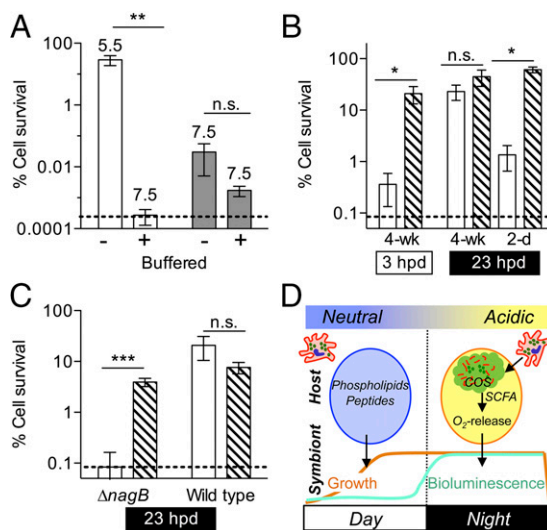 A
% Cell survival
100
1
0.01
0.0001
**
5.5
7.5
n.s.
7.5
7.5
- + - +
Buffered
B
% Cell survival
100
10
1
0.1
* n.s. *
4-wk 4-wk 2-d
3 hpd 23 hpd
C
% Cell survival
100
10
1
0.1
*** n.s.
ΔnagB Wild type
23 hpd
D
Neutral Acidic
Host
Phospholipids
Peptides
COS
SCFA
O2-release
Symbiont
Growth Bioluminescence
Day Night